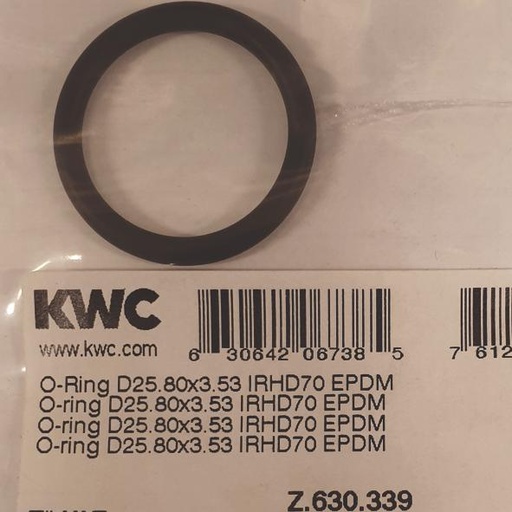 KWC
www.kwc.com
6 30642 06738 5
7 612
O-Ring D25.80x3.53 IRHD70 EPDM
O-ring D25.80x3.53 IRHD70 EPDM
O-ring D25.80x3.53 IRHD70 EPDM
O-ring D25.80x3.53 IRHD70 EPDM
Z.630.339